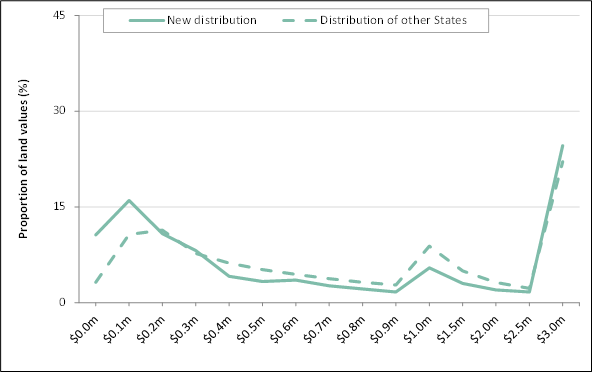 New distribution
Distribution of other States
Proportion of land values (%)
45
30
15
0
$0.0m
$0.1m
$0.2m
$0.3m
$0.4m
$0.5m
$0.6m
$0.7m
$0.8m
$0.9m
$1.0m
$1.5m
$2.0m
$2.5m
$3.0m